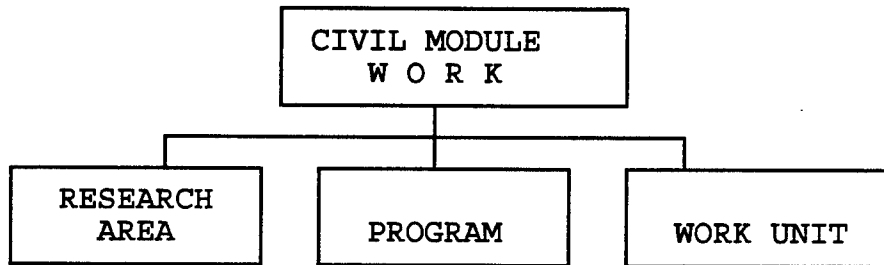 CIVIL MODULE
W O R K
RESEARCH
AREA
PROGRAM
WORK UNIT